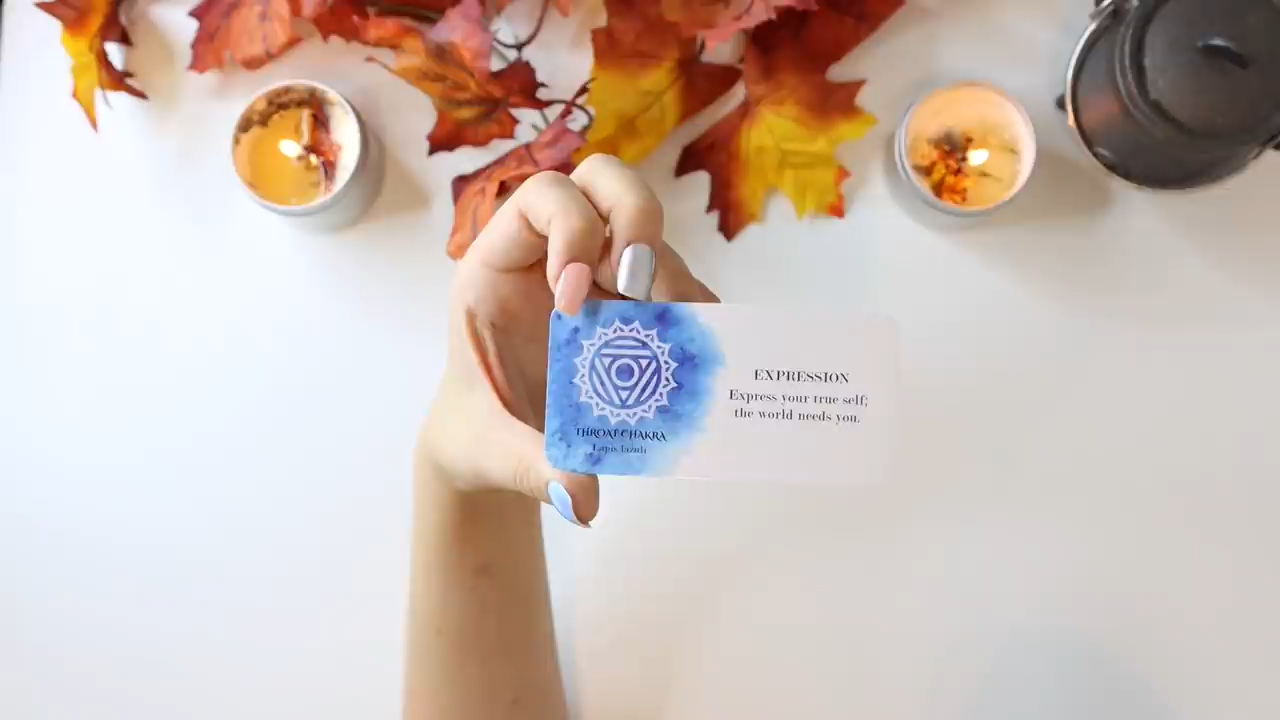 THROAT CHAKRA
Lapis lazuli
EXPRESSION
Express your true self;
the world needs you.